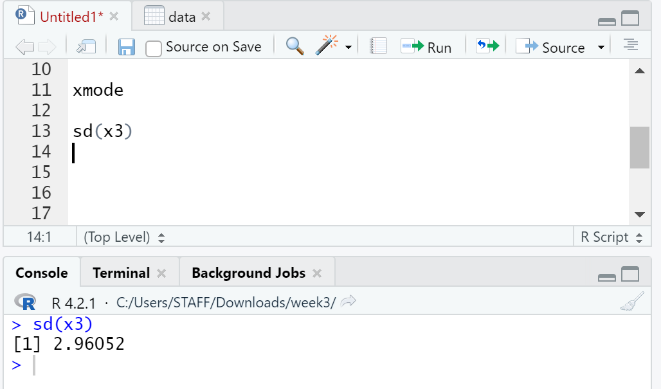 Untitled1* data
Source on Save Run Source
10
11 xmode
12
13 sd(x3)
14
15
16
17
14:1 (Top Level) R Script
Console Terminal Background Jobs
R R 4.2.1 · C:/Users/STAFF/Downloads/week3/
> sd(x3)
[1] 2.96052
>